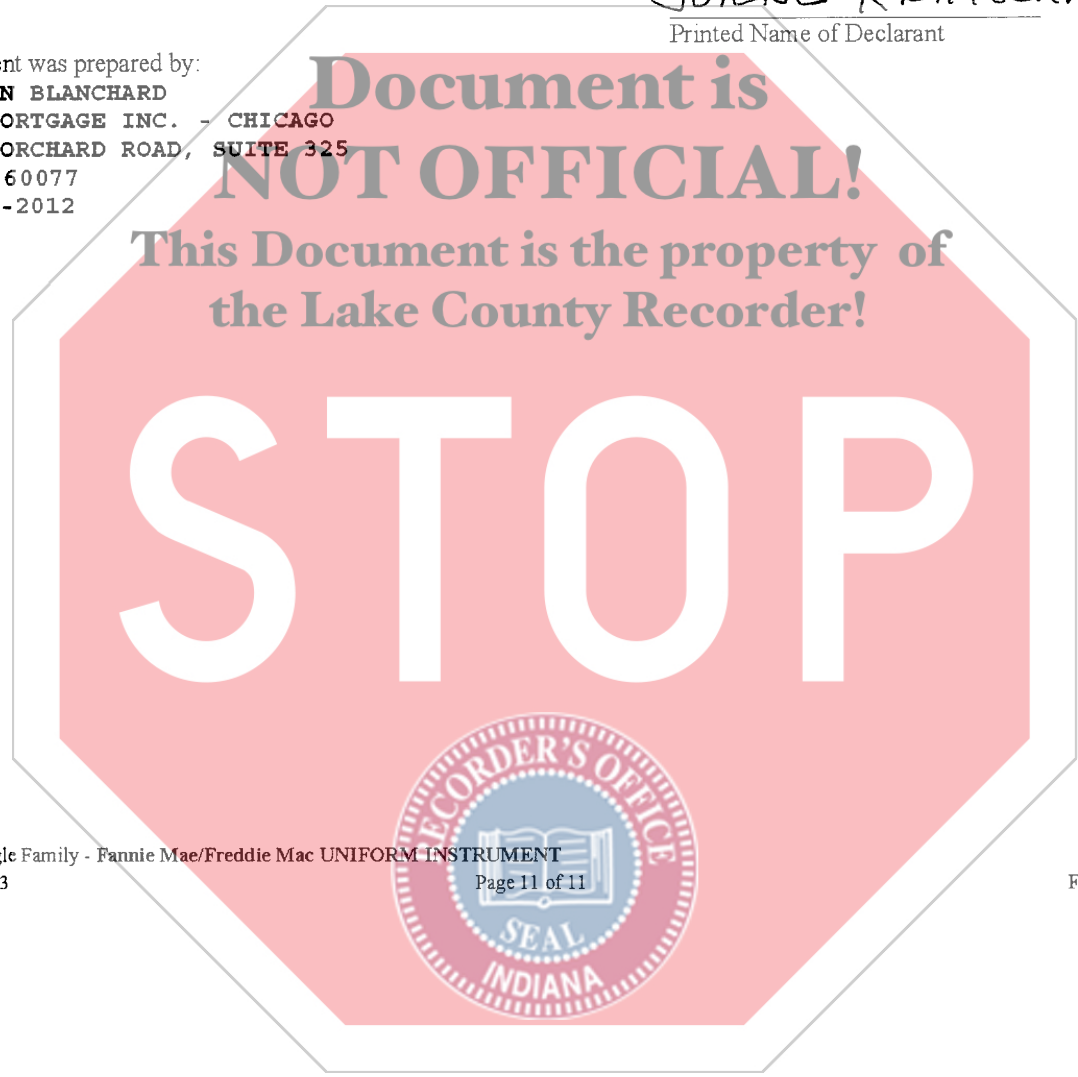 Printed Name of Declarant
nt was prepared by:
N BLANCHARD
ORTGAGE INC. - CHICAGO
ORCHARD ROAD, SUITE 325
60077
-2012
Document is
NOT OFFICIAL!
This Document is the property of
the Lake County Recorder!
STOP
RECORDER'S OFFICE
SEAL
INDIANA
le Family - Fannie Mae/Freddie Mac UNIFORM INSTRUMENT
3
Page 11 of 11
F